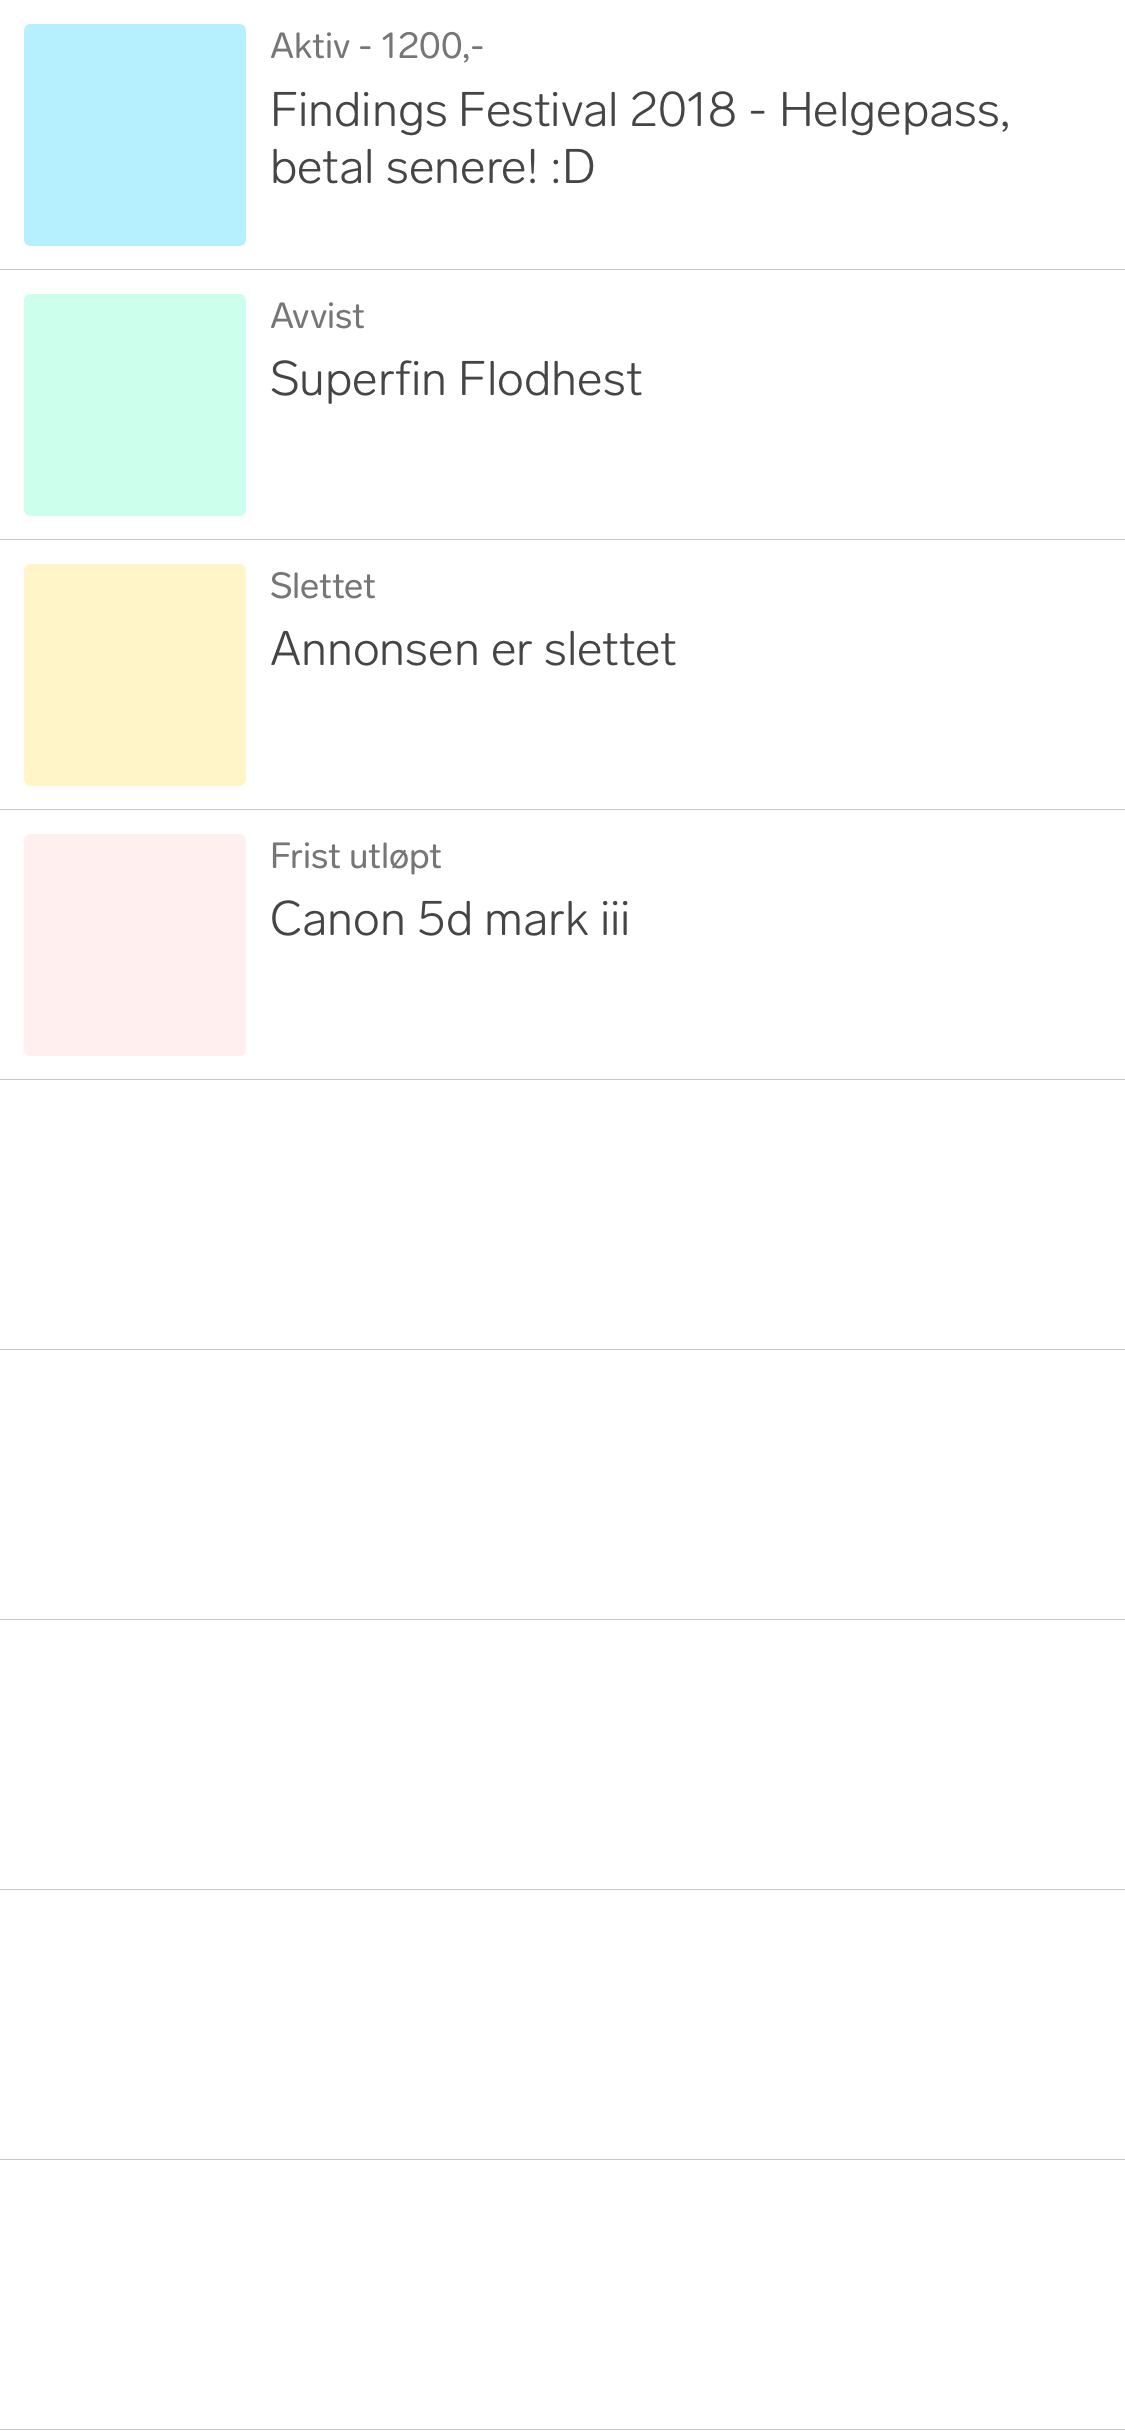 Aktiv - 1200,-
Findings Festival 2018 - Helgepass,
betal senere! :D
Avvist
Superfin Flodhest
Slettet
Annonsen er slettet
Frist utløpt
Canon 5d mark iii